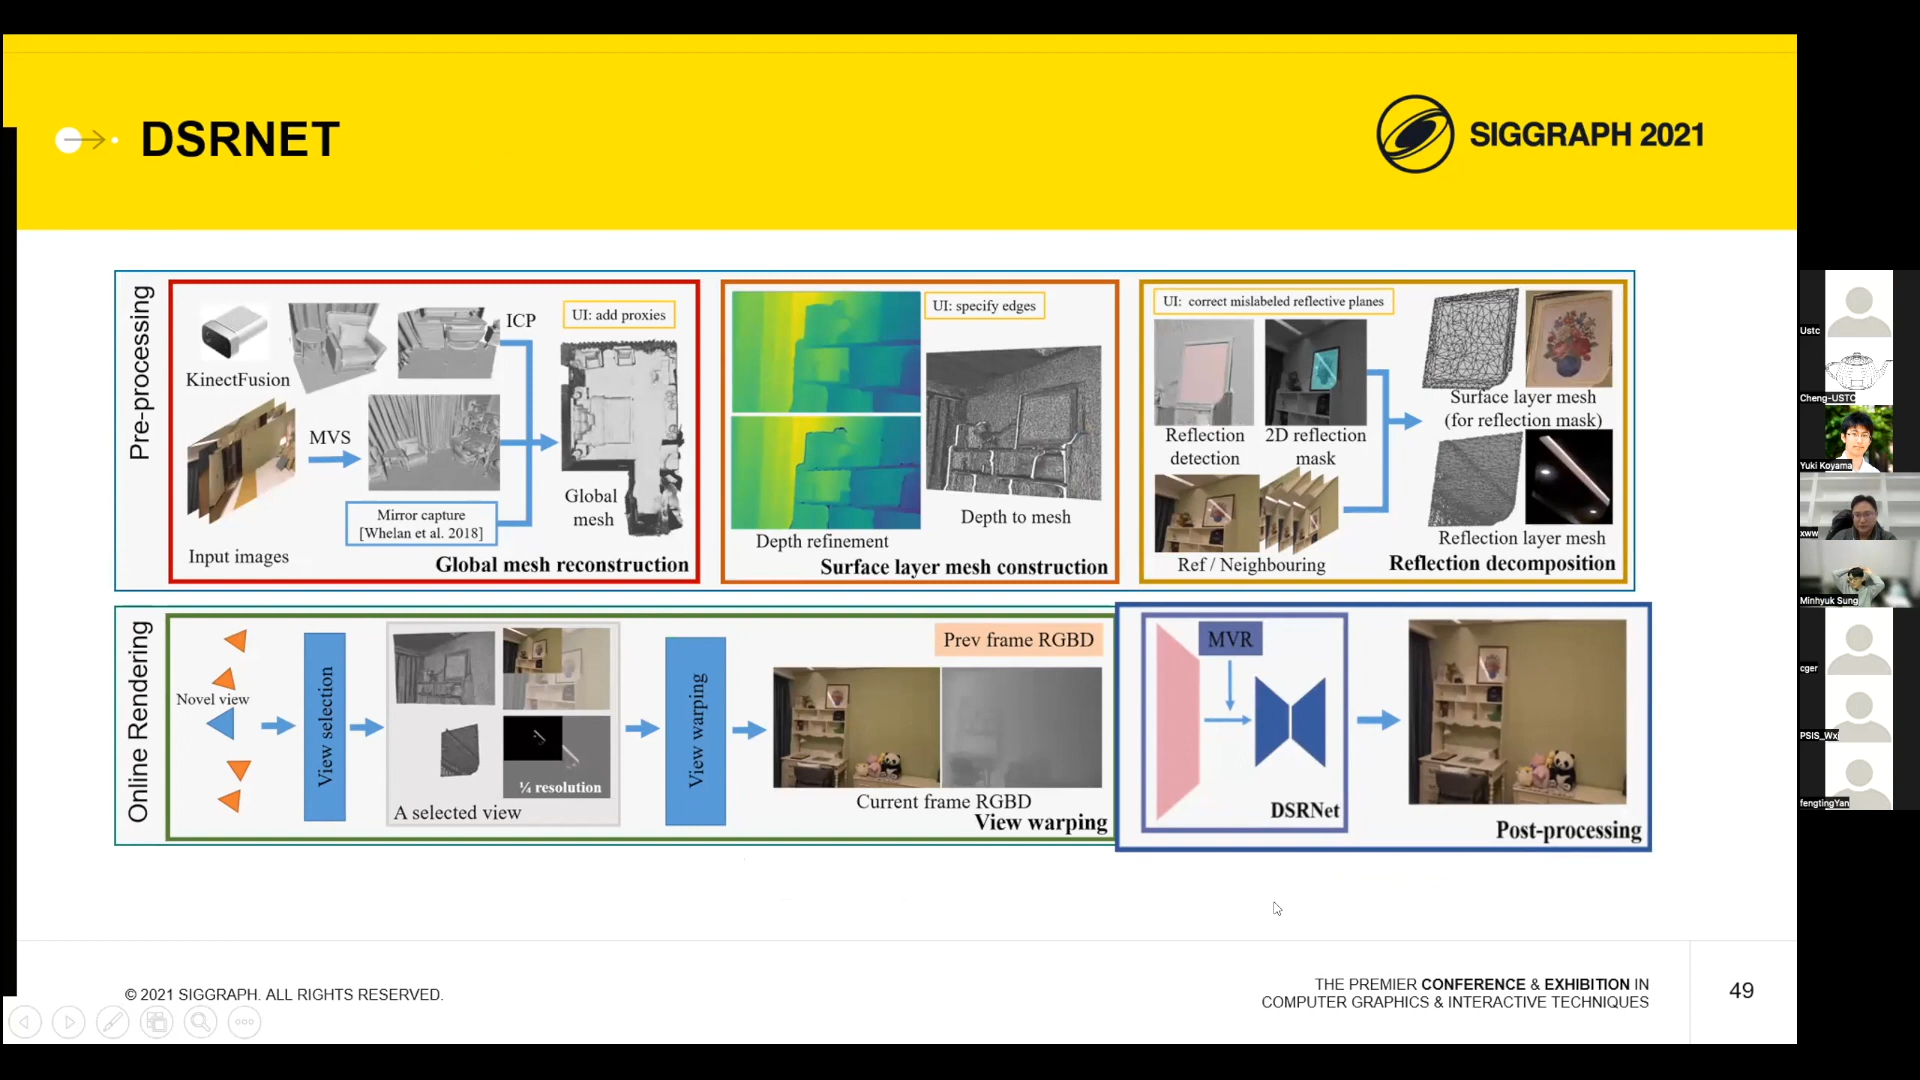 DSRNET
SIGGRAPH 2021
Pre-processing
KinectFusion
ICP
UI: add proxies
MVS
Mirror capture
[Whelan et al. 2018]
Input images
Global
mesh
Global mesh reconstruction
UI: specify edges
Depth refinement
Depth to mesh
Surface layer mesh construction
UI: correct mislabeled reflective planes
Reflection
detection
2D reflection
mask
Ref / Neighbouring
Surface layer mesh
(for reflection mask)
Reflection layer mesh
Reflection decomposition
Online Rendering
Novel view
View selection
¼ resolution
A selected view
View warping
Prev frame RGBD
Current frame RGBD
View warping
MVR
DSRNet
Post-processing
© 2021 SIGGRAPH. ALL RIGHTS RESERVED.
THE PREMIER CONFERENCE & EXHIBITION IN
COMPUTER GRAPHICS & INTERACTIVE TECHNIQUES
49
Ustc
Cheng-USTC
Yuki Koyama
xww
Minhyuk Sung
cger
PSIS_Wxj
fengtingYan